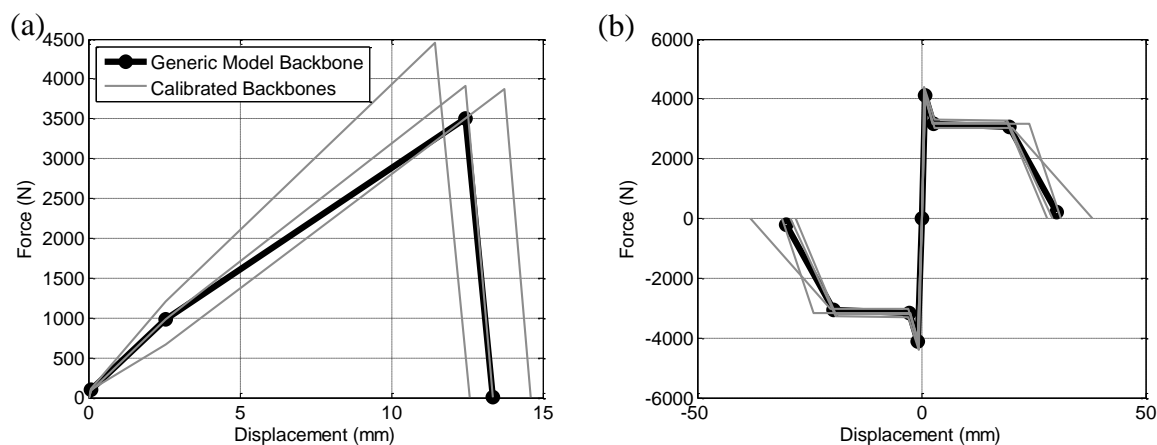 (a)
4500
4000
3500
3000
2500
2000
1500
1000
500
0
Force (N)
Generic Model Backbone
Calibrated Backbones
0 5 10 15
Displacement (mm)
(b)
6000
4000
2000
0
-2000
-4000
-6000
Force (N)
-50 0 50
Displacement (mm)